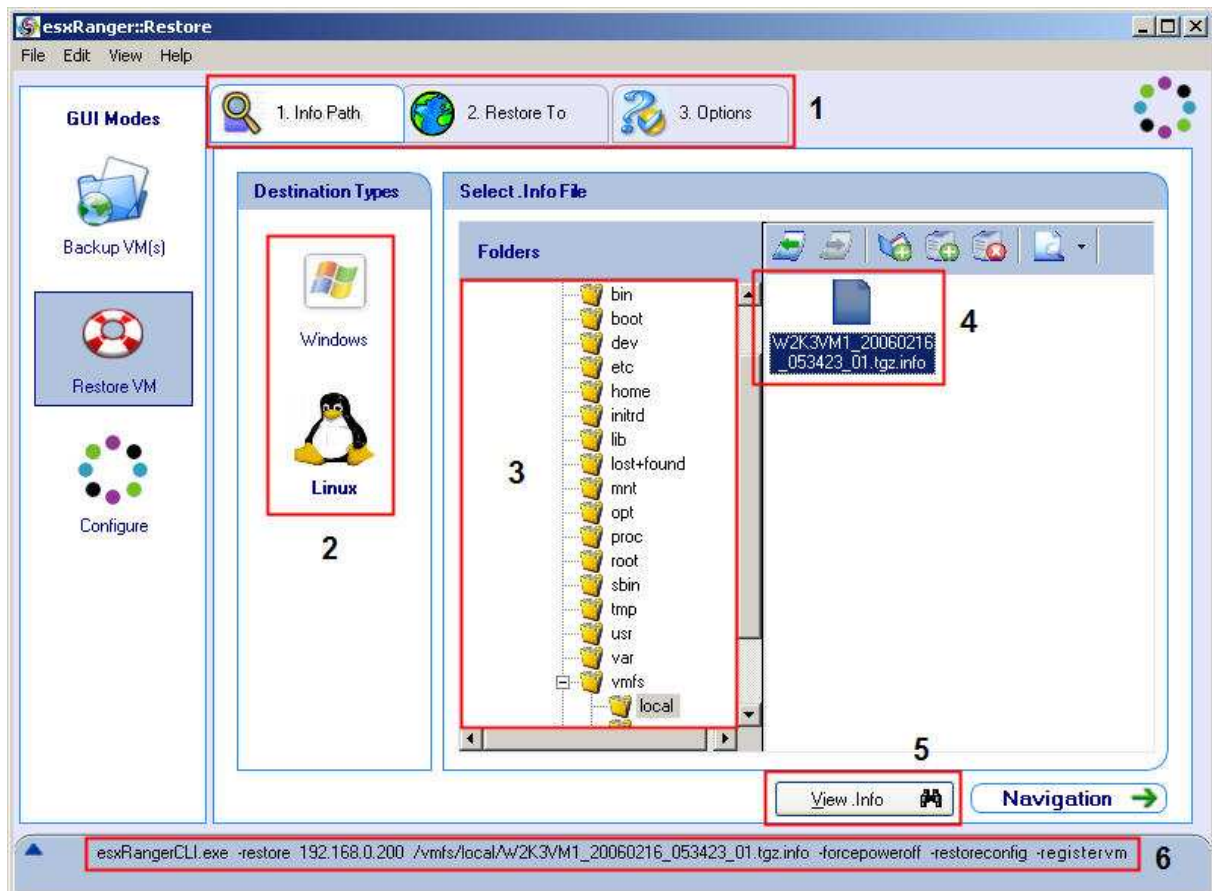 esxRanger::Restore
File Edit View Help
GUI Modes
Backup VM(s)
Restore VM
Configure
1. Info Path
2. Restore To
3. Options
1
Destination Types
Windows
Linux
2
Select .Info File
Folders
bin
boot
dev
etc
home
initrd
lib
lost+found
mnt
opt
proc
root
sbin
tmp
usr
var
vmfs
local
3
W2K3VM1_20060216
_053423_01.tgz.info
4
5
View .Info
Navigation
esxRangerCLI.exe -restore 192.168.0.200 /vmfs/local/W2K3VM1_20060216_053423_01.tgz.info -forcepoweroff -restoreconfig -registervm
6